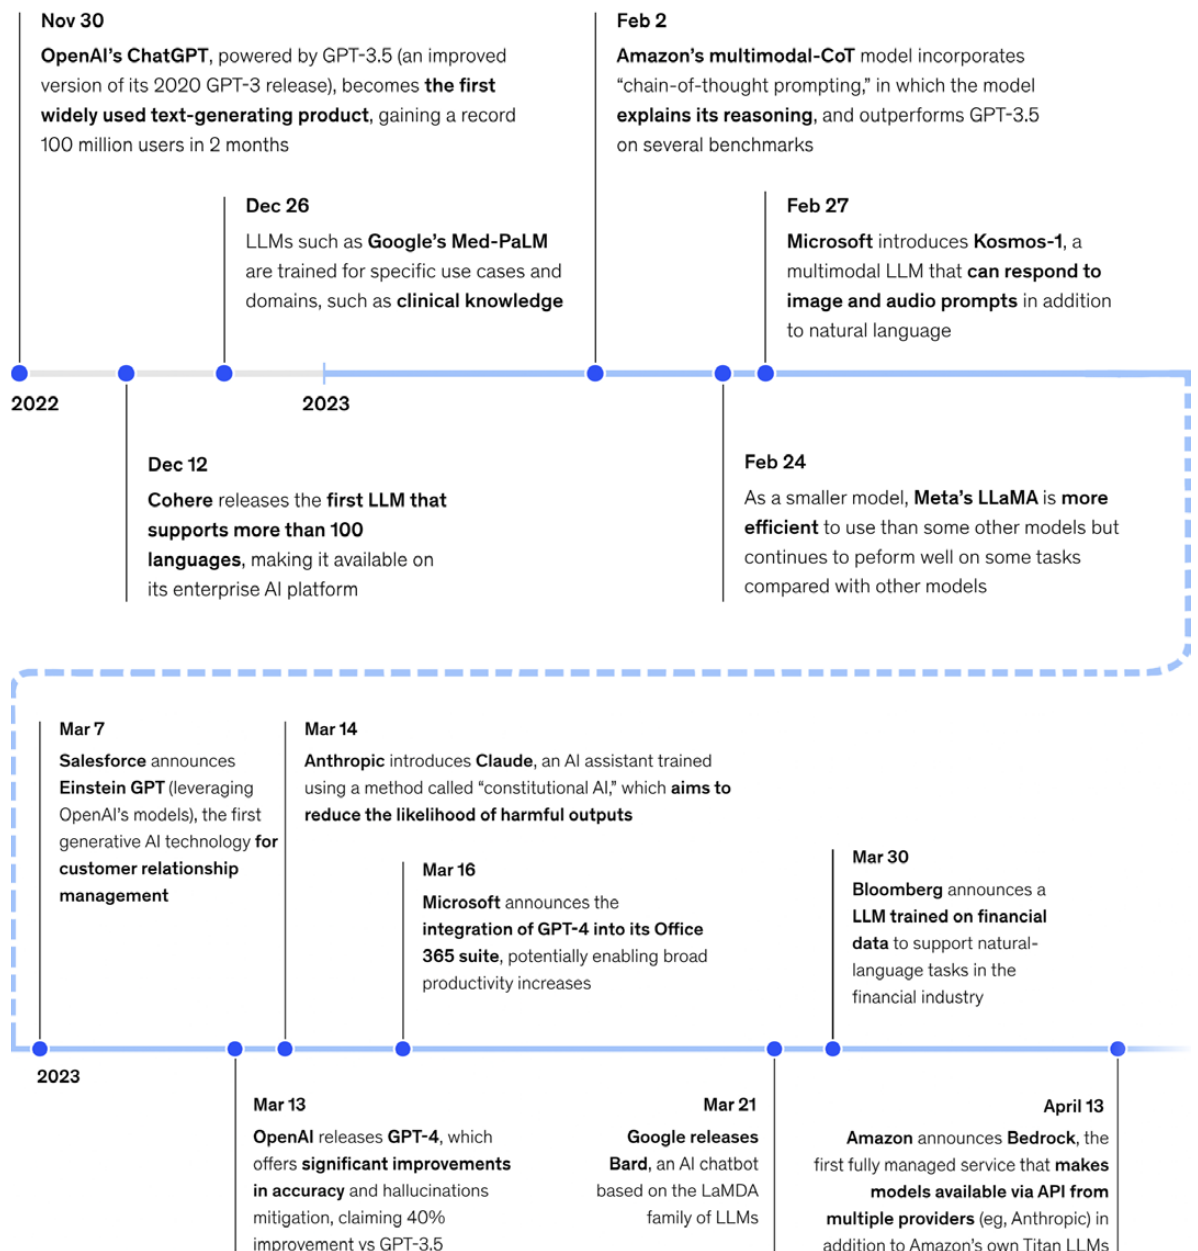 Nov 30
OpenAI's ChatGPT, powered by GPT-3.5 (an improved
version of its 2020 GPT-3 release), becomes the first
widely used text-generating product, gaining a record
100 million users in 2 months
Feb 2
Amazon's multimodal-CoT model incorporates
“chain-of-thought prompting,” in which the model
explains its reasoning, and outperforms GPT-3.5
on several benchmarks
Dec 26
LLMs such as Google's Med-PaLM
are trained for specific use cases and
domains, such as clinical knowledge
Feb 27
Microsoft introduces Kosmos-1, a
multimodal LLM that can respond to
image and audio prompts in addition
to natural language
2022
2023
Dec 12
Cohere releases the first LLM that
supports more than 100
languages, making it available on
its enterprise AI platform
Feb 24
As a smaller model, Meta's LLaMA is more
efficient to use than some other models but
continues to peform well on some tasks
compared with other models
Mar 7
Salesforce announces
Einstein GPT (leveraging
OpenAI's models), the first
generative AI technology for
customer relationship
management
Mar 14
Anthropic introduces Claude, an AI assistant trained
using a method called “constitutional AI,” which aims to
reduce the likelihood of harmful outputs
Mar 16
Microsoft announces the
integration of GPT-4 into its Office
365 suite, potentially enabling broad
productivity increases
Mar 30
Bloomberg announces a
LLM trained on financial
data to support natural-
language tasks in the
financial industry
2023
Mar 13
OpenAI releases GPT-4, which
offers significant improvements
in accuracy and hallucinations
mitigation, claiming 40%
improvement vs GPT-3.5
Mar 21
Google releases
Bard, an AI chatbot
based on the LaMDA
family of LLMs
April 13
Amazon announces Bedrock, the
first fully managed service that makes
models available via API from
multiple providers (eg, Anthropic) in
addition to Amazon's own Titan LLMs